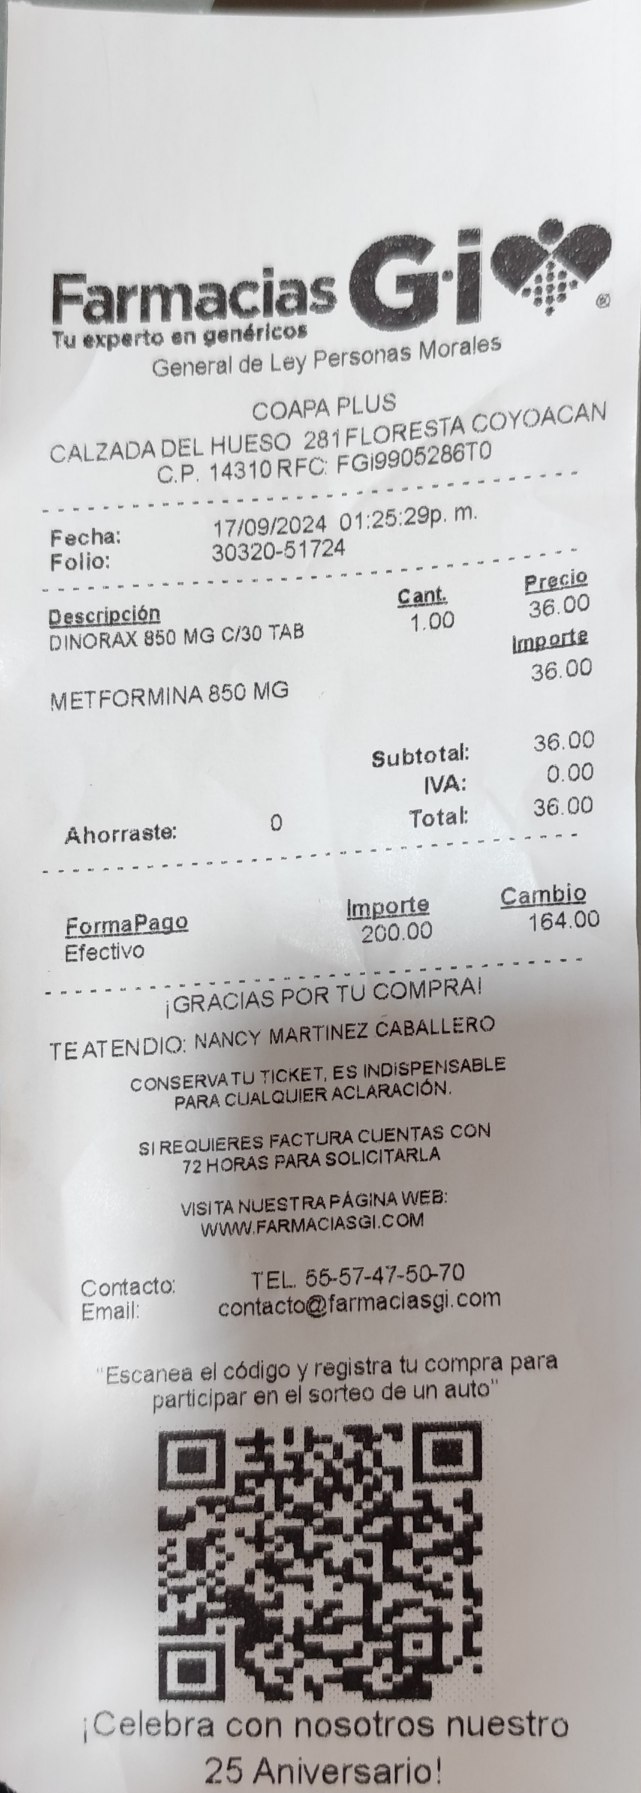 Farmacias Gi ®
Tu experto en genéricos
General de Ley Personas Morales
COAPA PLUS
CALZADA DEL HUESO 281 FLORESTA COYOACAN
C.P. 14310 RFC: FGI9905286T0
Fecha: 17/09/2024 01:25:29p. m.
Folio: 30320-51724
Descripción Cant. Precio
DINORAX 850 MG C/30 TAB 1.00 36.00
Importe
METFORMINA 850 MG 36.00
Subtotal: 36.00
IVA: 0.00
Ahorraste: 0 Total: 36.00
FormaPago Importe Cambio
Efectivo 200.00 164.00
¡GRACIAS POR TU COMPRA!
TE ATENDIO: NANCY MARTINEZ CABALLERO
CONSERVA TU TICKET, ES INDISPENSABLE
PARA CUALQUIER ACLARACIÓN.
SI REQUIERES FACTURA CUENTAS CON
72 HORAS PARA SOLICITARLA
VISITA NUESTRA PÁGINA WEB:
WWW.FARMACIASGI.COM
Contacto: TEL. 55-57-47-50-70
Email: contacto@farmaciasgi.com
"Escanea el código y registra tu compra para
participar en el sorteo de un auto"
¡Celebra con nosotros nuestro
25 Aniversario!